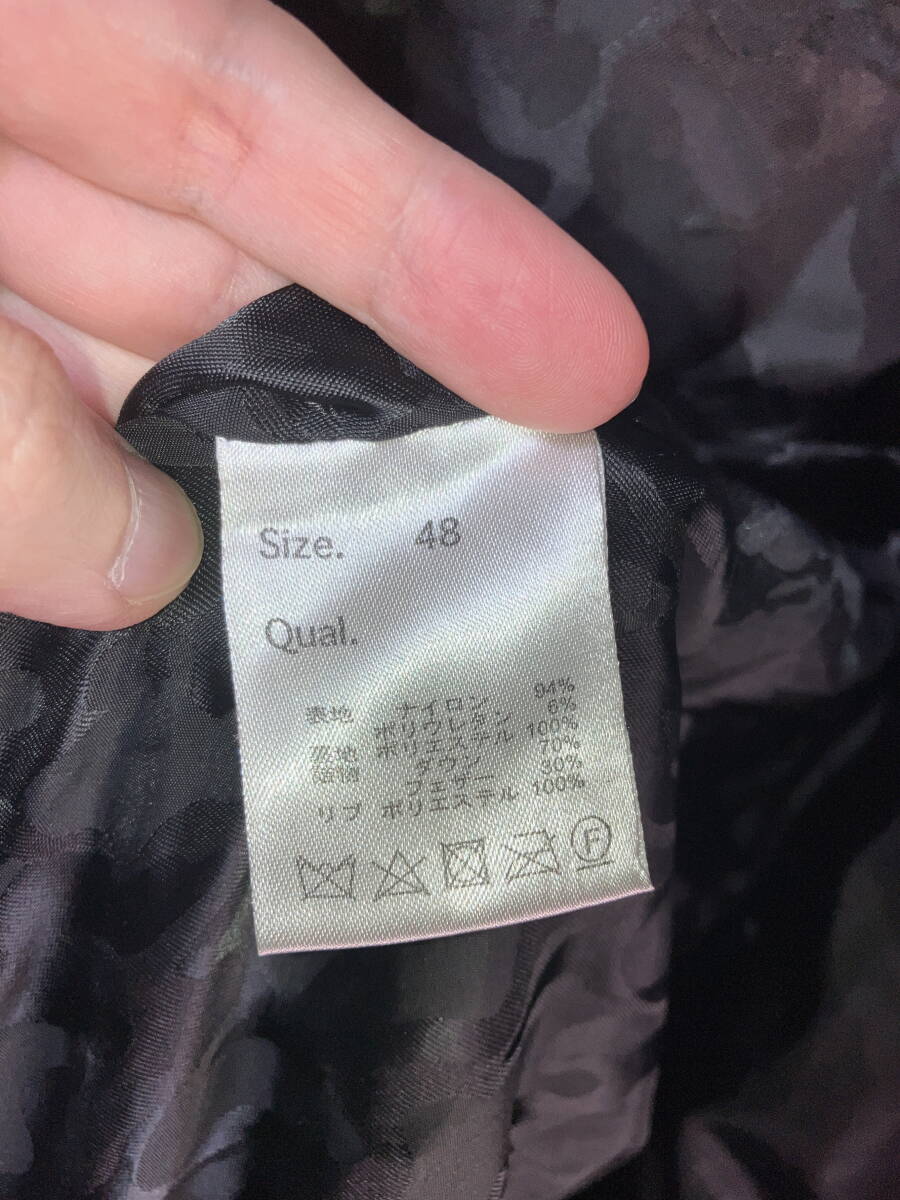 Size. 48
Qual.
表地 ナイロン 94%
ポリウレタン 6%
裏地 ポリエステル 100%
詰物 ダウン 70%
フェザー 30%
リブ ポリエステル 100%
F